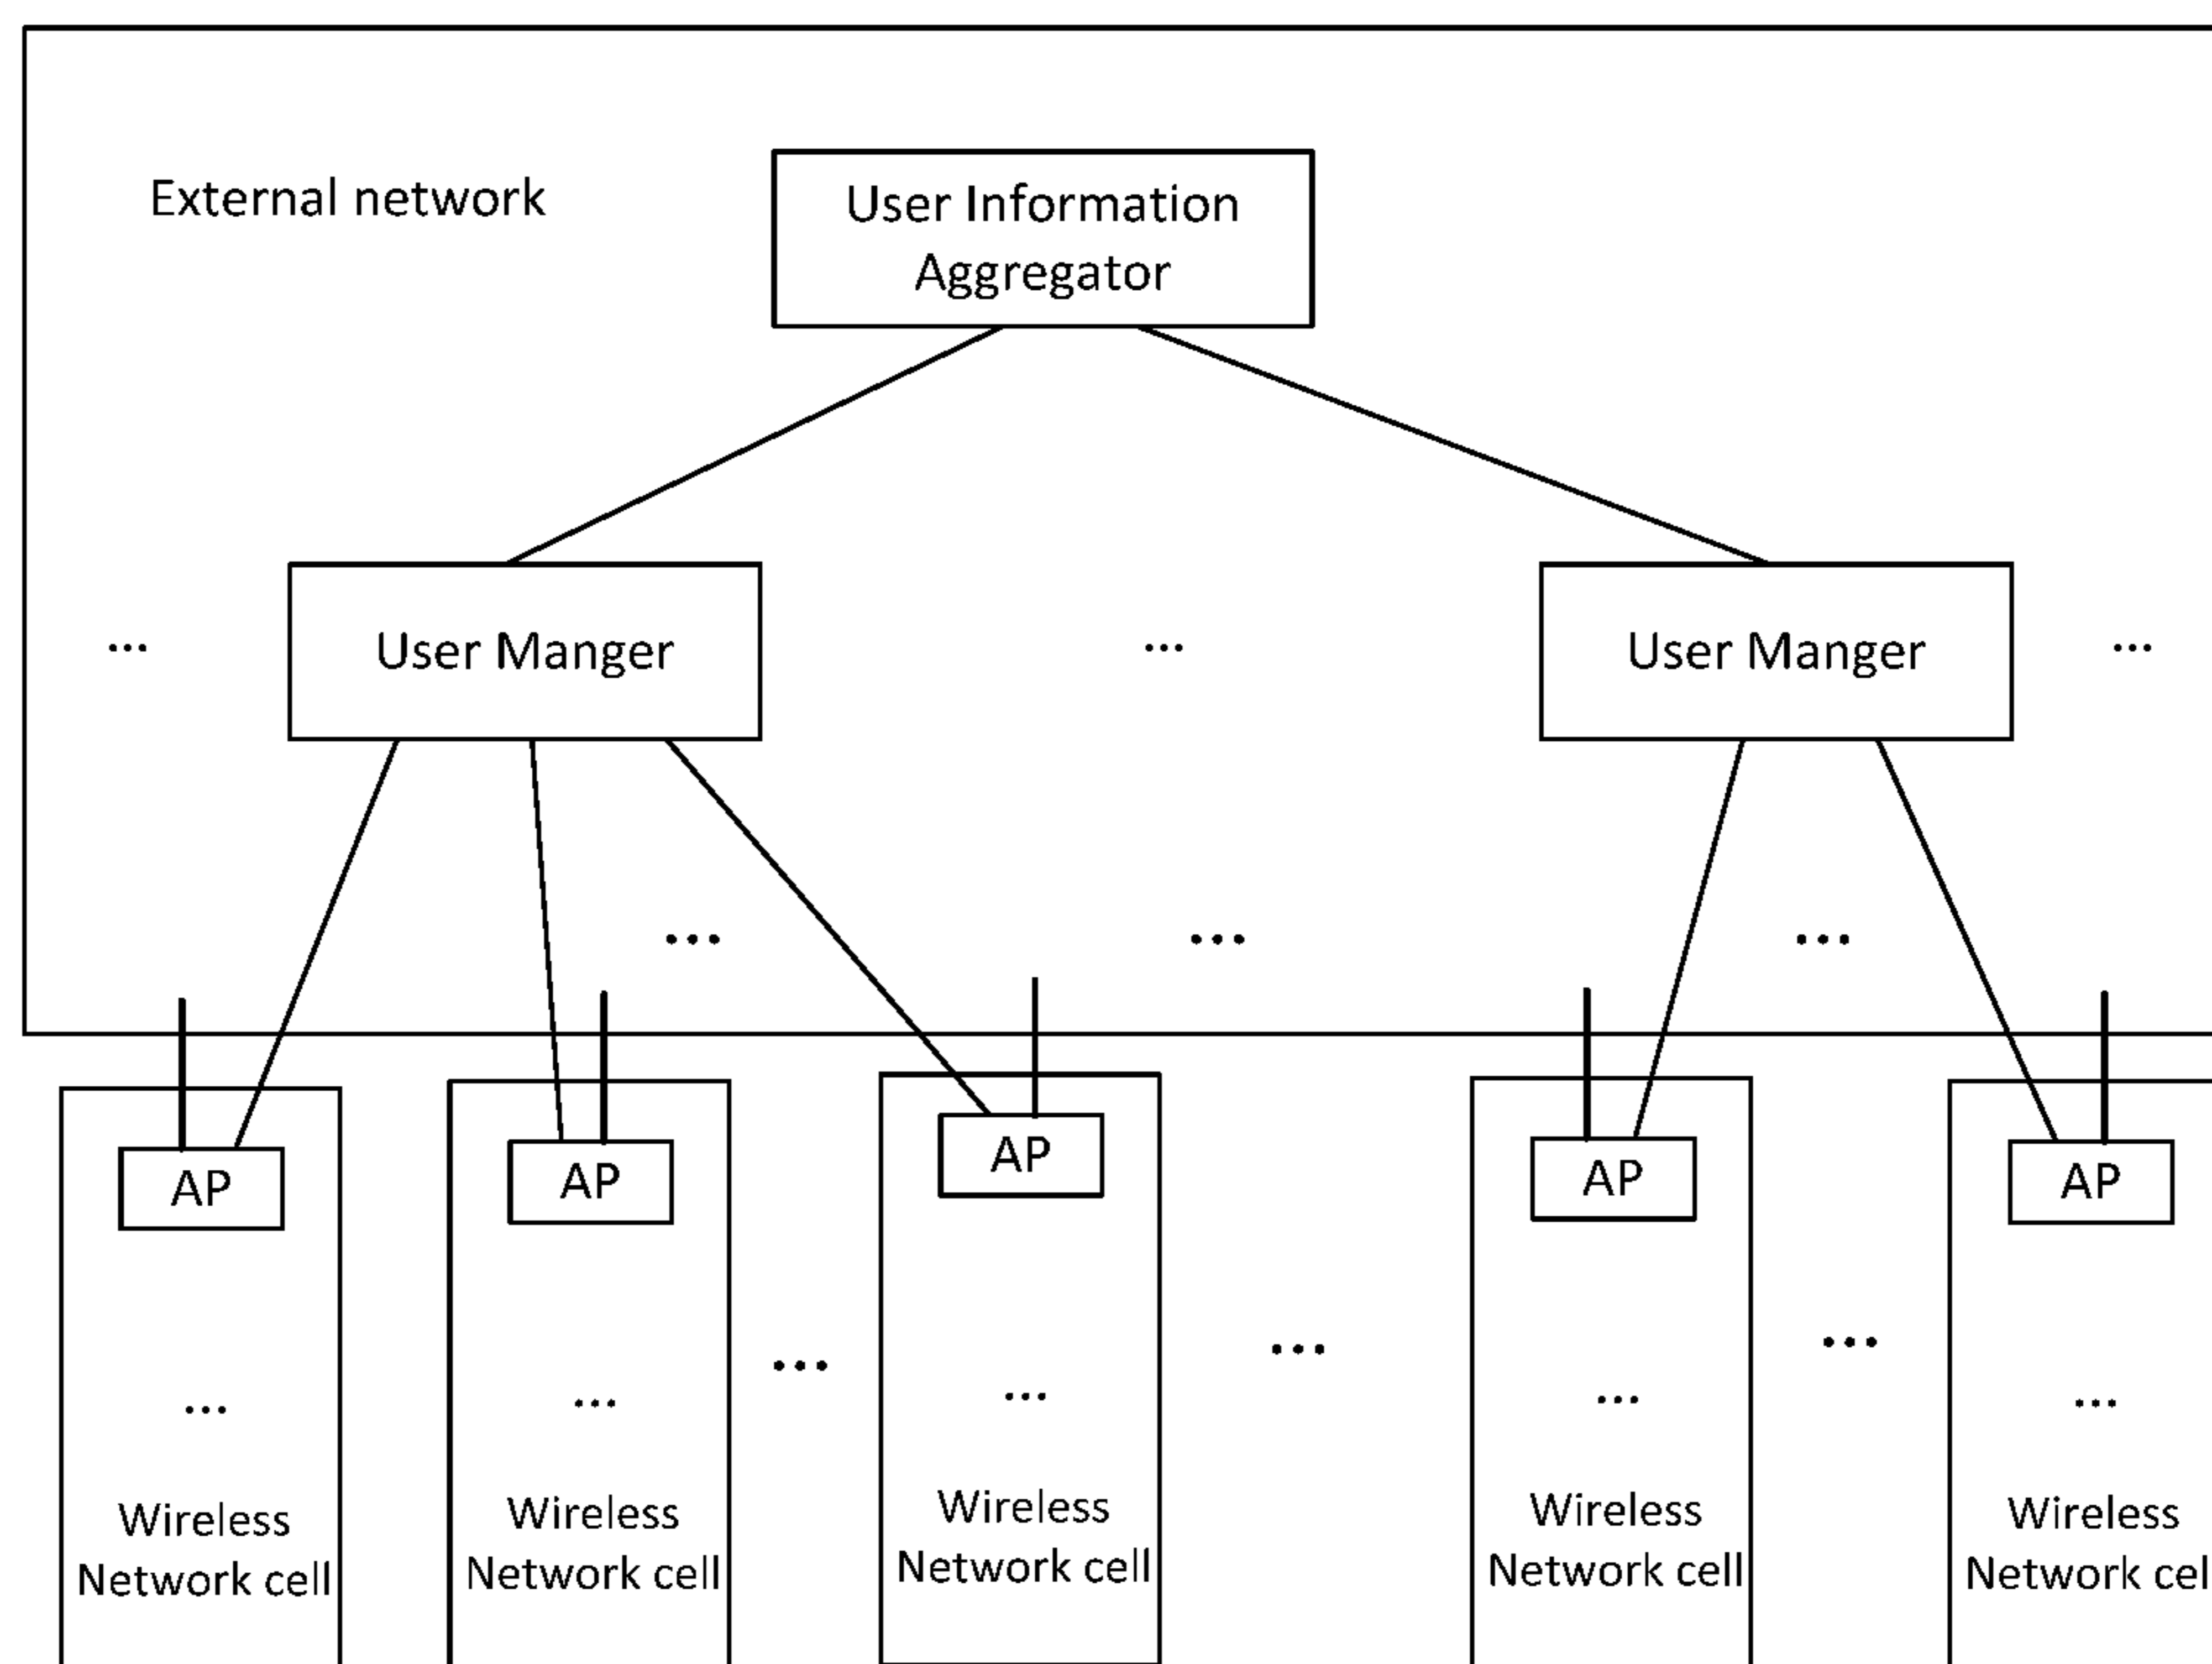 External network
User Information
Aggregator
...
User Manger
...
User Manger
...
...
...
...
AP
AP
AP
AP
AP
...
...
...
...
...
...
...
...
Wireless
Network cell
Wireless
Network cell
Wireless
Network cell
Wireless
Network cell
Wireless
Network cel